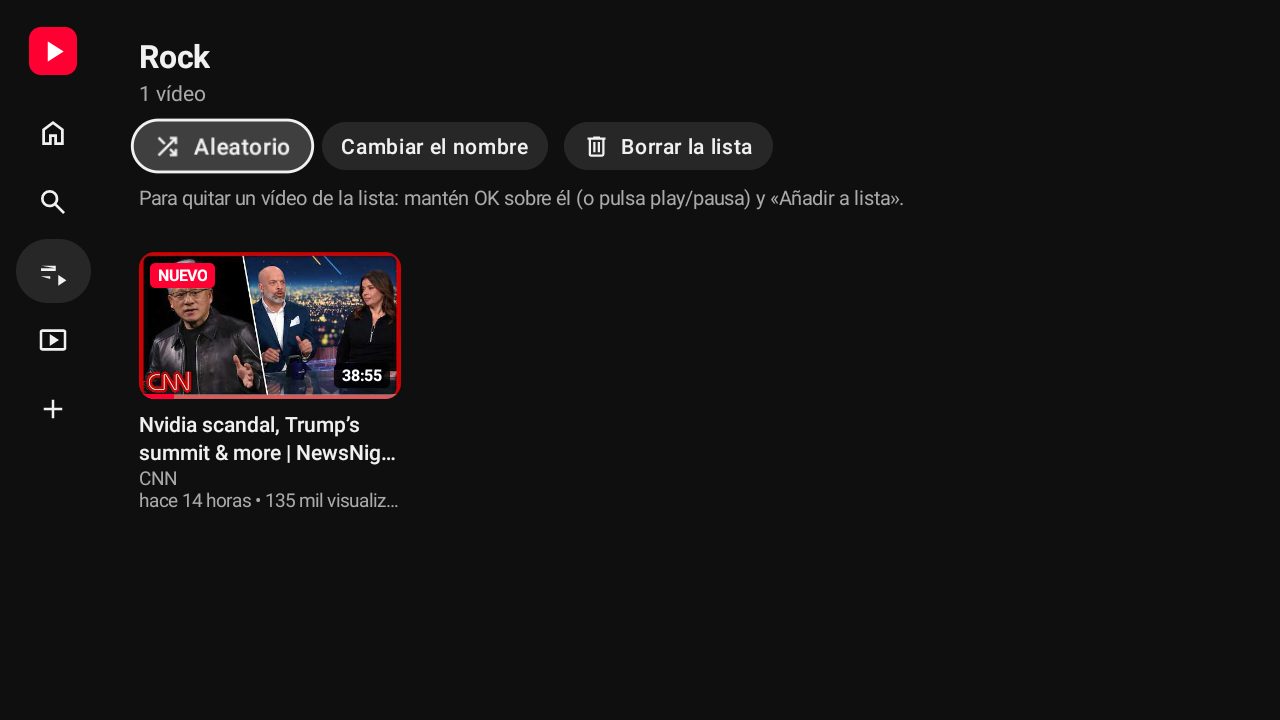 Rock
1 vídeo
Aleatorio
Cambiar el nombre
Borrar la lista
Para quitar un vídeo de la lista: mantén OK sobre él (o pulsa play/pausa) y «Añadir a lista».
NUEVO
CNN
38:55
Nvidia scandal, Trump’s
summit & more | NewsNig…
CNN
hace 14 horas • 135 mil visualiz…